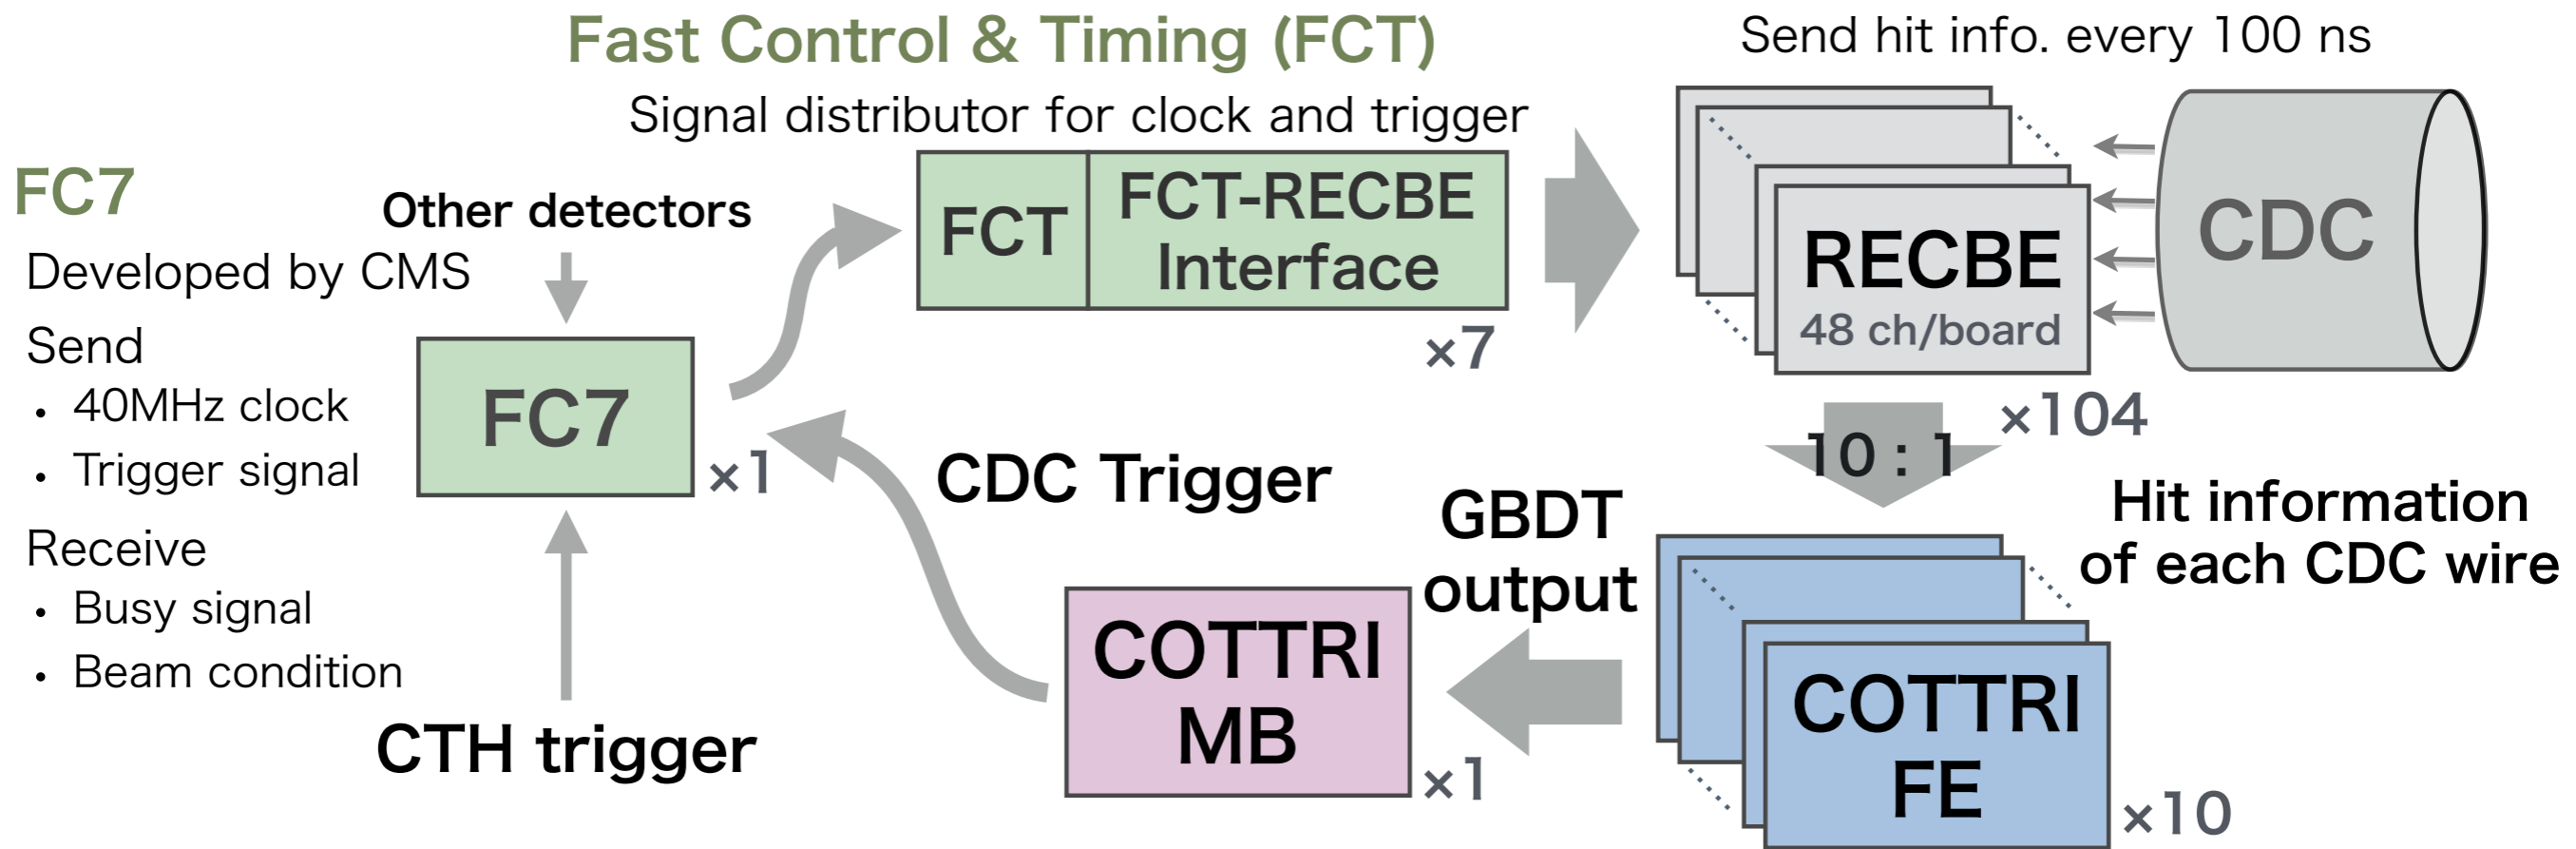 Fast Control & Timing (FCT)
Signal distributor for clock and trigger
Send hit info. every 100 ns
FC7
Developed by CMS
Send
• 40MHz clock
• Trigger signal
Receive
• Busy signal
• Beam condition
Other detectors
FC7
×1
CTH trigger
FCT
FCT-RECBE
Interface
×7
RECBE
48 ch/board
×104
CDC
10 : 1
Hit information
of each CDC wire
CDC Trigger
GBDT
output
COTTRI
MB
×1
COTTRI
FE
×10